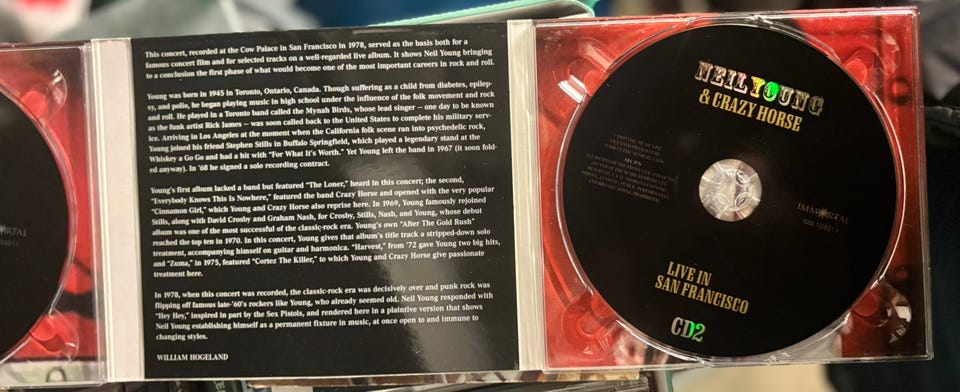 This concert, recorded at the Cow Palace in San Francisco in 1978, served as the basis both for a
famous concert film and for selected tracks on a well-regarded live album. It shows Neil Young bringing
to a conclusion the first phase of what would become one of the most important careers in rock and roll.
Young was born in 1945 in Toronto, Ontario, Canada. Though suffering as a child from diabetes, epilep-
sy, and polio, he began playing music in high school under the influence of the folk movement and rock
and roll. He played in a Toronto band called the Mynah Birds, whose lead singer – one day to be known
as the funk artist Rick James – was soon called back to the United States to complete his military serv-
ice. Arriving in Los Angeles at the moment when the California folk scene ran into psychedelic rock,
Young joined his friend Stephen Stills in Buffalo Springfield, which played a legendary stand at the
Whiskey a Go Go and had a hit with "For What It's Worth." Yet Young left the band in 1967 (it soon fold-
ed anyway). In '68 he signed a solo recording contract.
Young's first album lacked a band but featured "The Loner," heard in this concert; the second,
"Everybody Knows This Is Nowhere," featured the band Crazy Horse and opened with the very popular
"Cinnamon Girl," which Young and Crazy Horse also reprise here. In 1969, Young famously rejoined
Stills, along with David Crosby and Graham Nash, for Crosby, Stills, Nash, and Young, whose debut
album was one of the most successful of the classic-rock era. Young's own "After The Gold Rush"
reached the top ten in 1970. In this concert, Young gives that album's title track a stripped-down solo
treatment, accompanying himself on guitar and harmonica. "Harvest," from '72 gave Young two big hits,
and "Zuma," in 1975, featured "Cortez The Killer," to which Young and Crazy Horse give passionate
treatment here.
In 1978, when this concert was recorded, the classic-rock era was decisively over and punk rock was
flipping off famous late-'60's rockers like Young, who already seemed old. Neil Young responded with
"Hey Hey," inspired in part by the Sex Pistols, and rendered here in a plaintive version that shows
Neil Young establishing himself as a permanent fixture in music, at once open to and immune to
changing styles.
WILLIAM HOGELAND
NEIL YOUNG
& CRAZY HORSE
IMMORTAL
IMA 104211
LIVE IN
SAN FRANCISCO
CD2